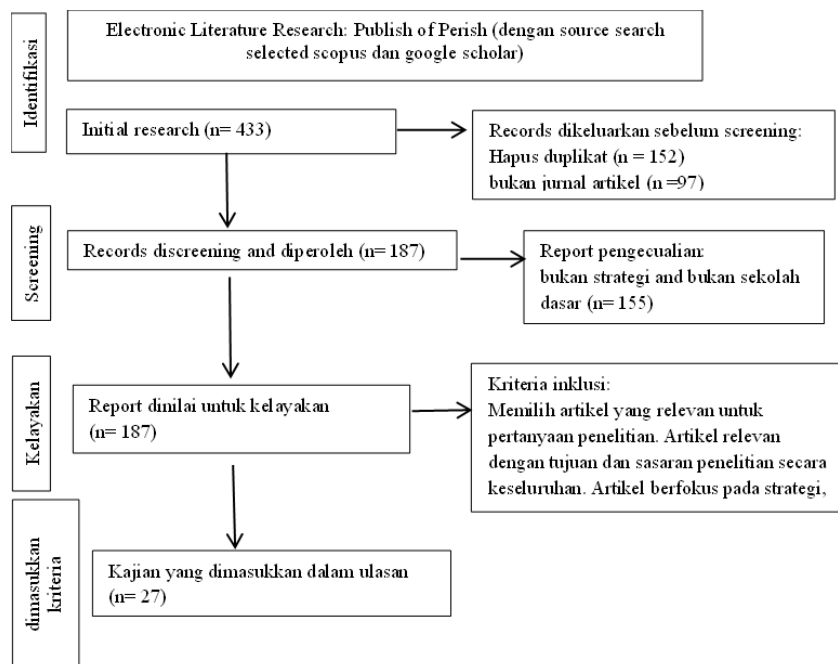 Identifikasi
Electronic Literature Research: Publish of Perish (dengan source search
selected scopus dan google scholar)
Initial research (n= 433)
Records dikeluarkan sebelum screening:
Hapus duplikat (n = 152)
bukan jurnal artikel (n =97)
Screening
Records discreening and diperoleh (n= 187)
Report pengecualian:
bukan strategi and bukan sekolah
dasar (n= 155)
Kelayakan
Report dinilai untuk kelayakan
(n= 187)
Kriteria inklusi:
Memilih artikel yang relevan untuk
pertanyaan penelitian. Artikel relevan
dengan tujuan dan sasaran penelitian secara
keseluruhan. Artikel berfokus pada strategi,
dimasukkan
kriteria
Kajian yang dimasukkan dalam ulasan
(n= 27)